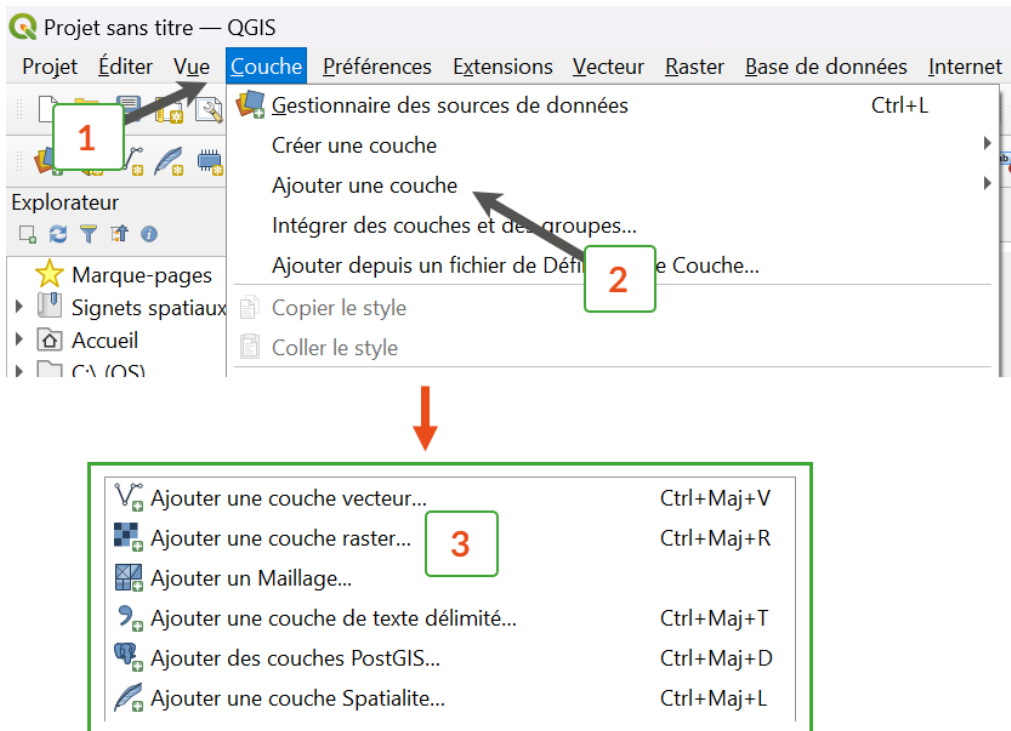 Projet sans titre — QGIS
Projet Éditer Vue Couche Préférences Extensions Vecteur Raster Base de données Internet
Gestionnaire des sources de données Ctrl+L
1
Créer une couche
Ajouter une couche
Explorateur
Intégrer des couches et des groupes...
Ajouter depuis un fichier de Couche...
2
Marque-pages
Signets spatiaux
Copier le style
Accueil
Coller le style
C:\ (OS)
Ajouter une couche vecteur... Ctrl+Maj+V
Ajouter une couche raster... Ctrl+Maj+R
3
Ajouter un Maillage...
Ajouter une couche de texte délimité... Ctrl+Maj+T
Ajouter des couches PostGIS... Ctrl+Maj+D
Ajouter une couche Spatialite... Ctrl+Maj+L